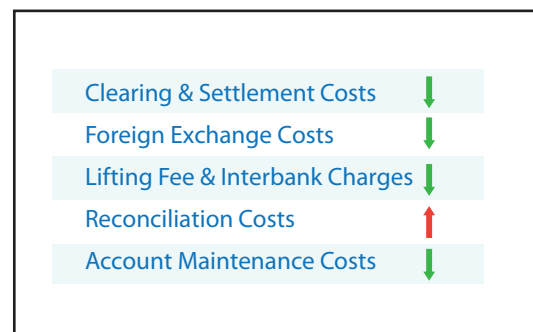 Clearing & Settlement Costs
Foreign Exchange Costs
Lifting Fee & Interbank Charges
Reconciliation Costs
Account Maintenance Costs